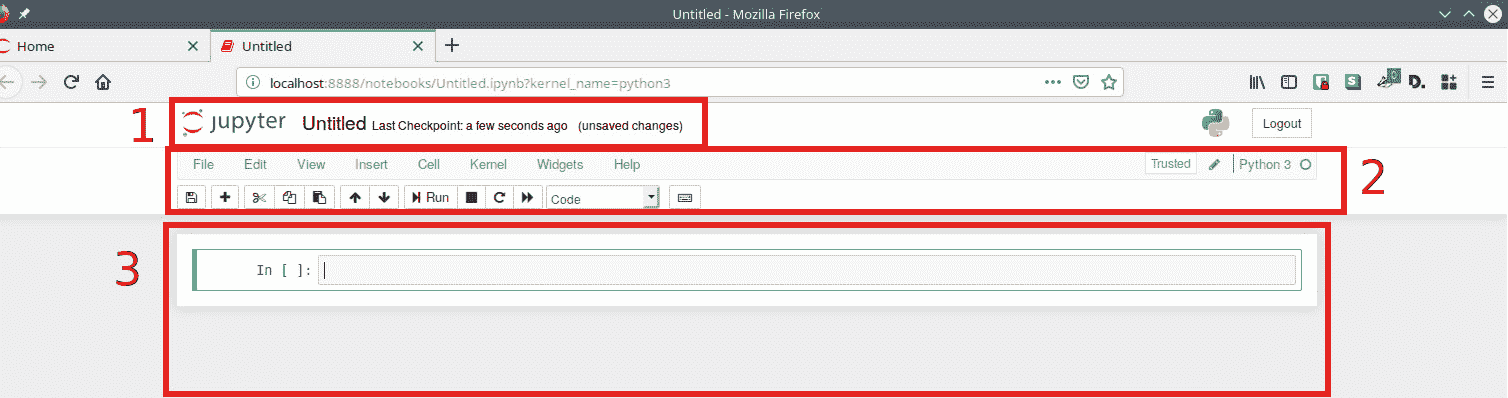 Untitled - Mozilla Firefox
Home Untitled
localhost:8888/notebooks/Untitled.ipynb?kernel_name=python3
S D.
1 jupyter Untitled Last Checkpoint: a few seconds ago (unsaved changes) Logout
File Edit View Insert Cell Kernel Widgets Help Trusted Python 3
2
Run Code
3
In [ ]: